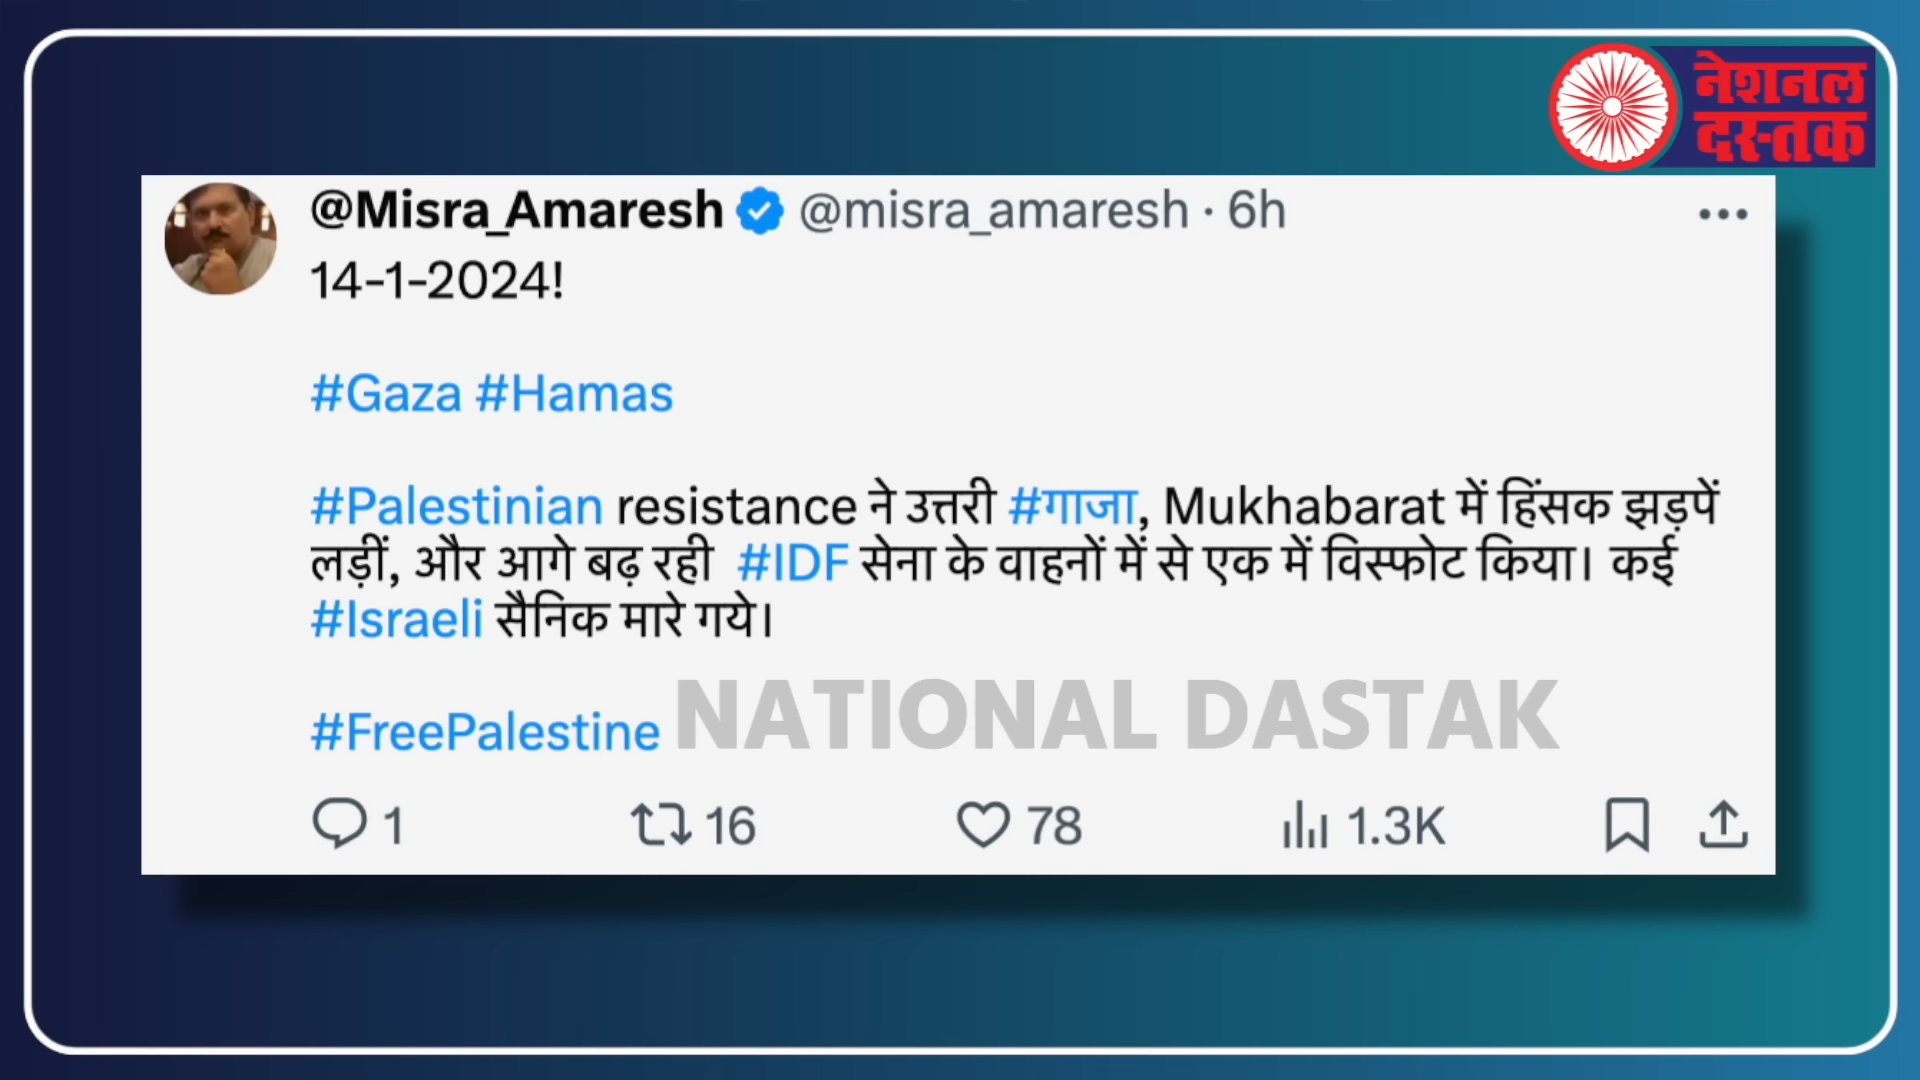 नेशनल
दस्तक
@Misra_Amaresh @misra_amaresh · 6h
14-1-2024!
#Gaza #Hamas
#Palestinian resistance ने उत्तरी #गाजा, Mukhabarat में हिंसक झड़पें
लड़ीं, और आगे बढ़ रही #IDF सेना के वाहनों में से एक में विस्फोट किया। कई
#Israeli सैनिक मारे गये।
#FreePalestine NATIONAL DASTAK
1 16 78 1.3K